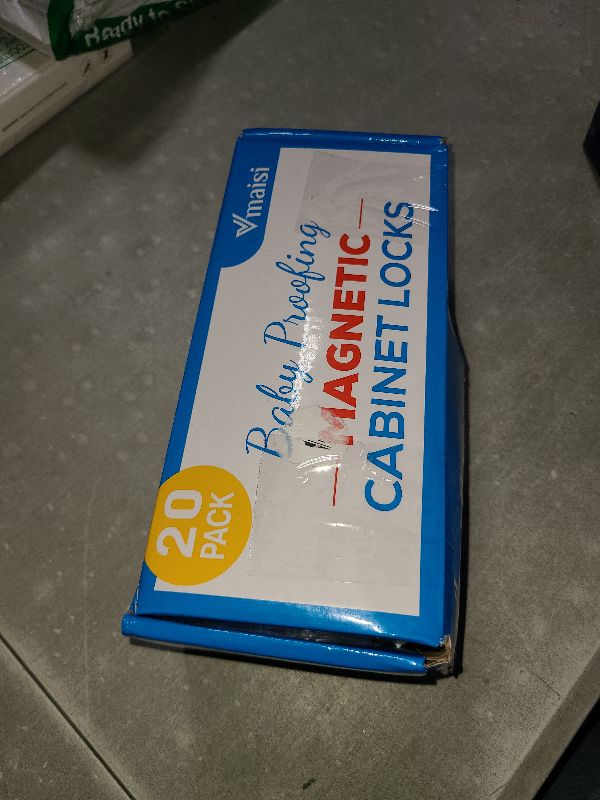 Vmaisi
Baby Proofing
MAGNETIC
CABINET LOCKS
20
PACK
Ready to